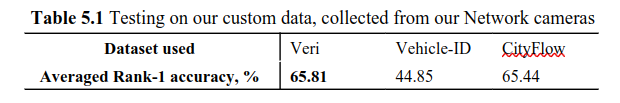 Table 5.1 Testing on our custom data, collected from our Network cameras
Dataset used Veri Vehicle-ID CityFlow
Averaged Rank-1 accuracy, % 65.81 44.85 65.44